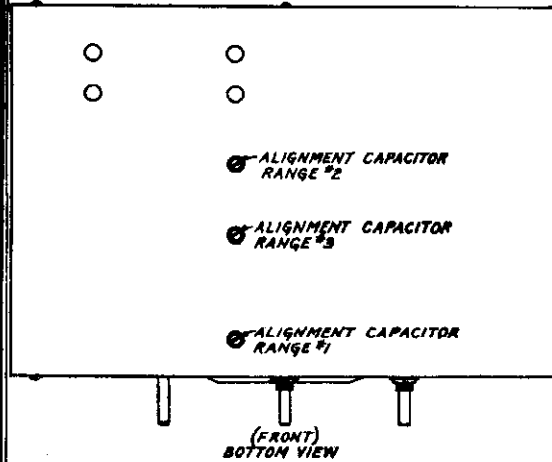 ALIGNMENT CAPACITOR
RANGE #2
ALIGNMENT CAPACITOR
RANGE #3
ALIGNMENT CAPACITOR
RANGE #1
(FRONT)
BOTTOM VIEW